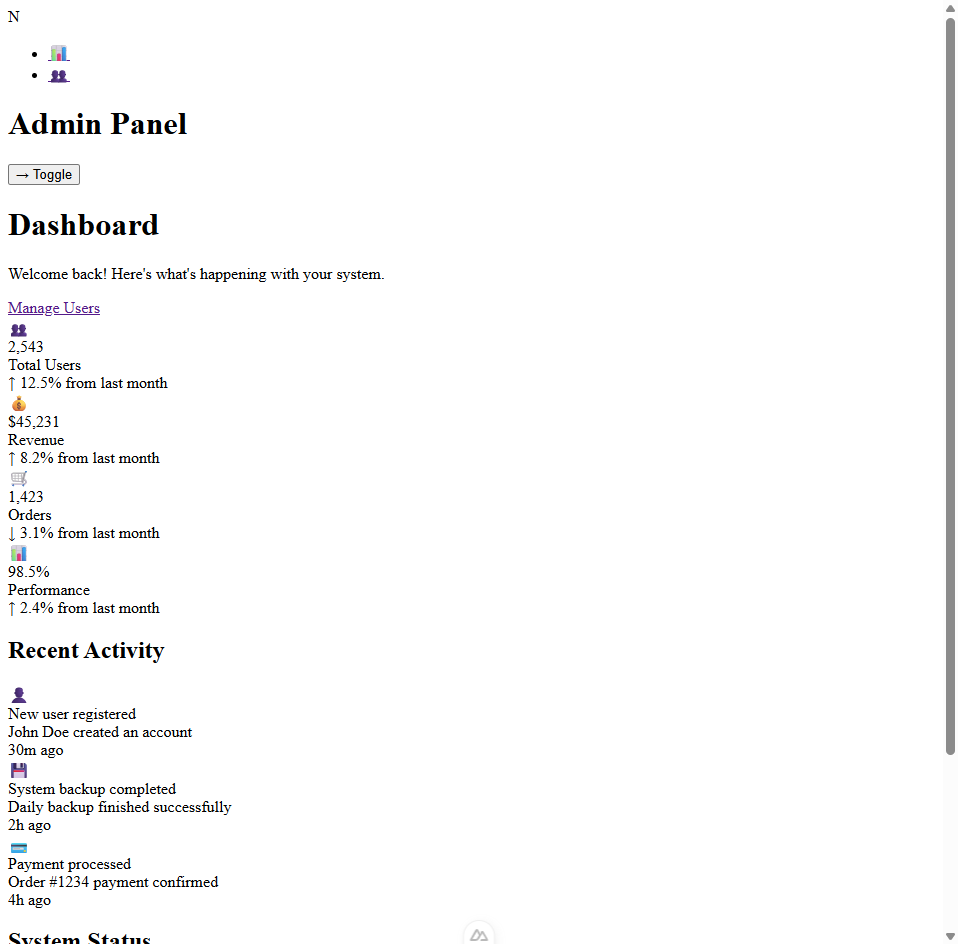 N
Admin Panel
→ Toggle
Dashboard
Welcome back! Here's what's happening with your system.
Manage Users
2,543
Total Users
↑ 12.5% from last month
$45,231
Revenue
↑ 8.2% from last month
1,423
Orders
↓ 3.1% from last month
98.5%
Performance
↑ 2.4% from last month
Recent Activity
New user registered
John Doe created an account
30m ago
System backup completed
Daily backup finished successfully
2h ago
Payment processed
Order #1234 payment confirmed
4h ago
System Status